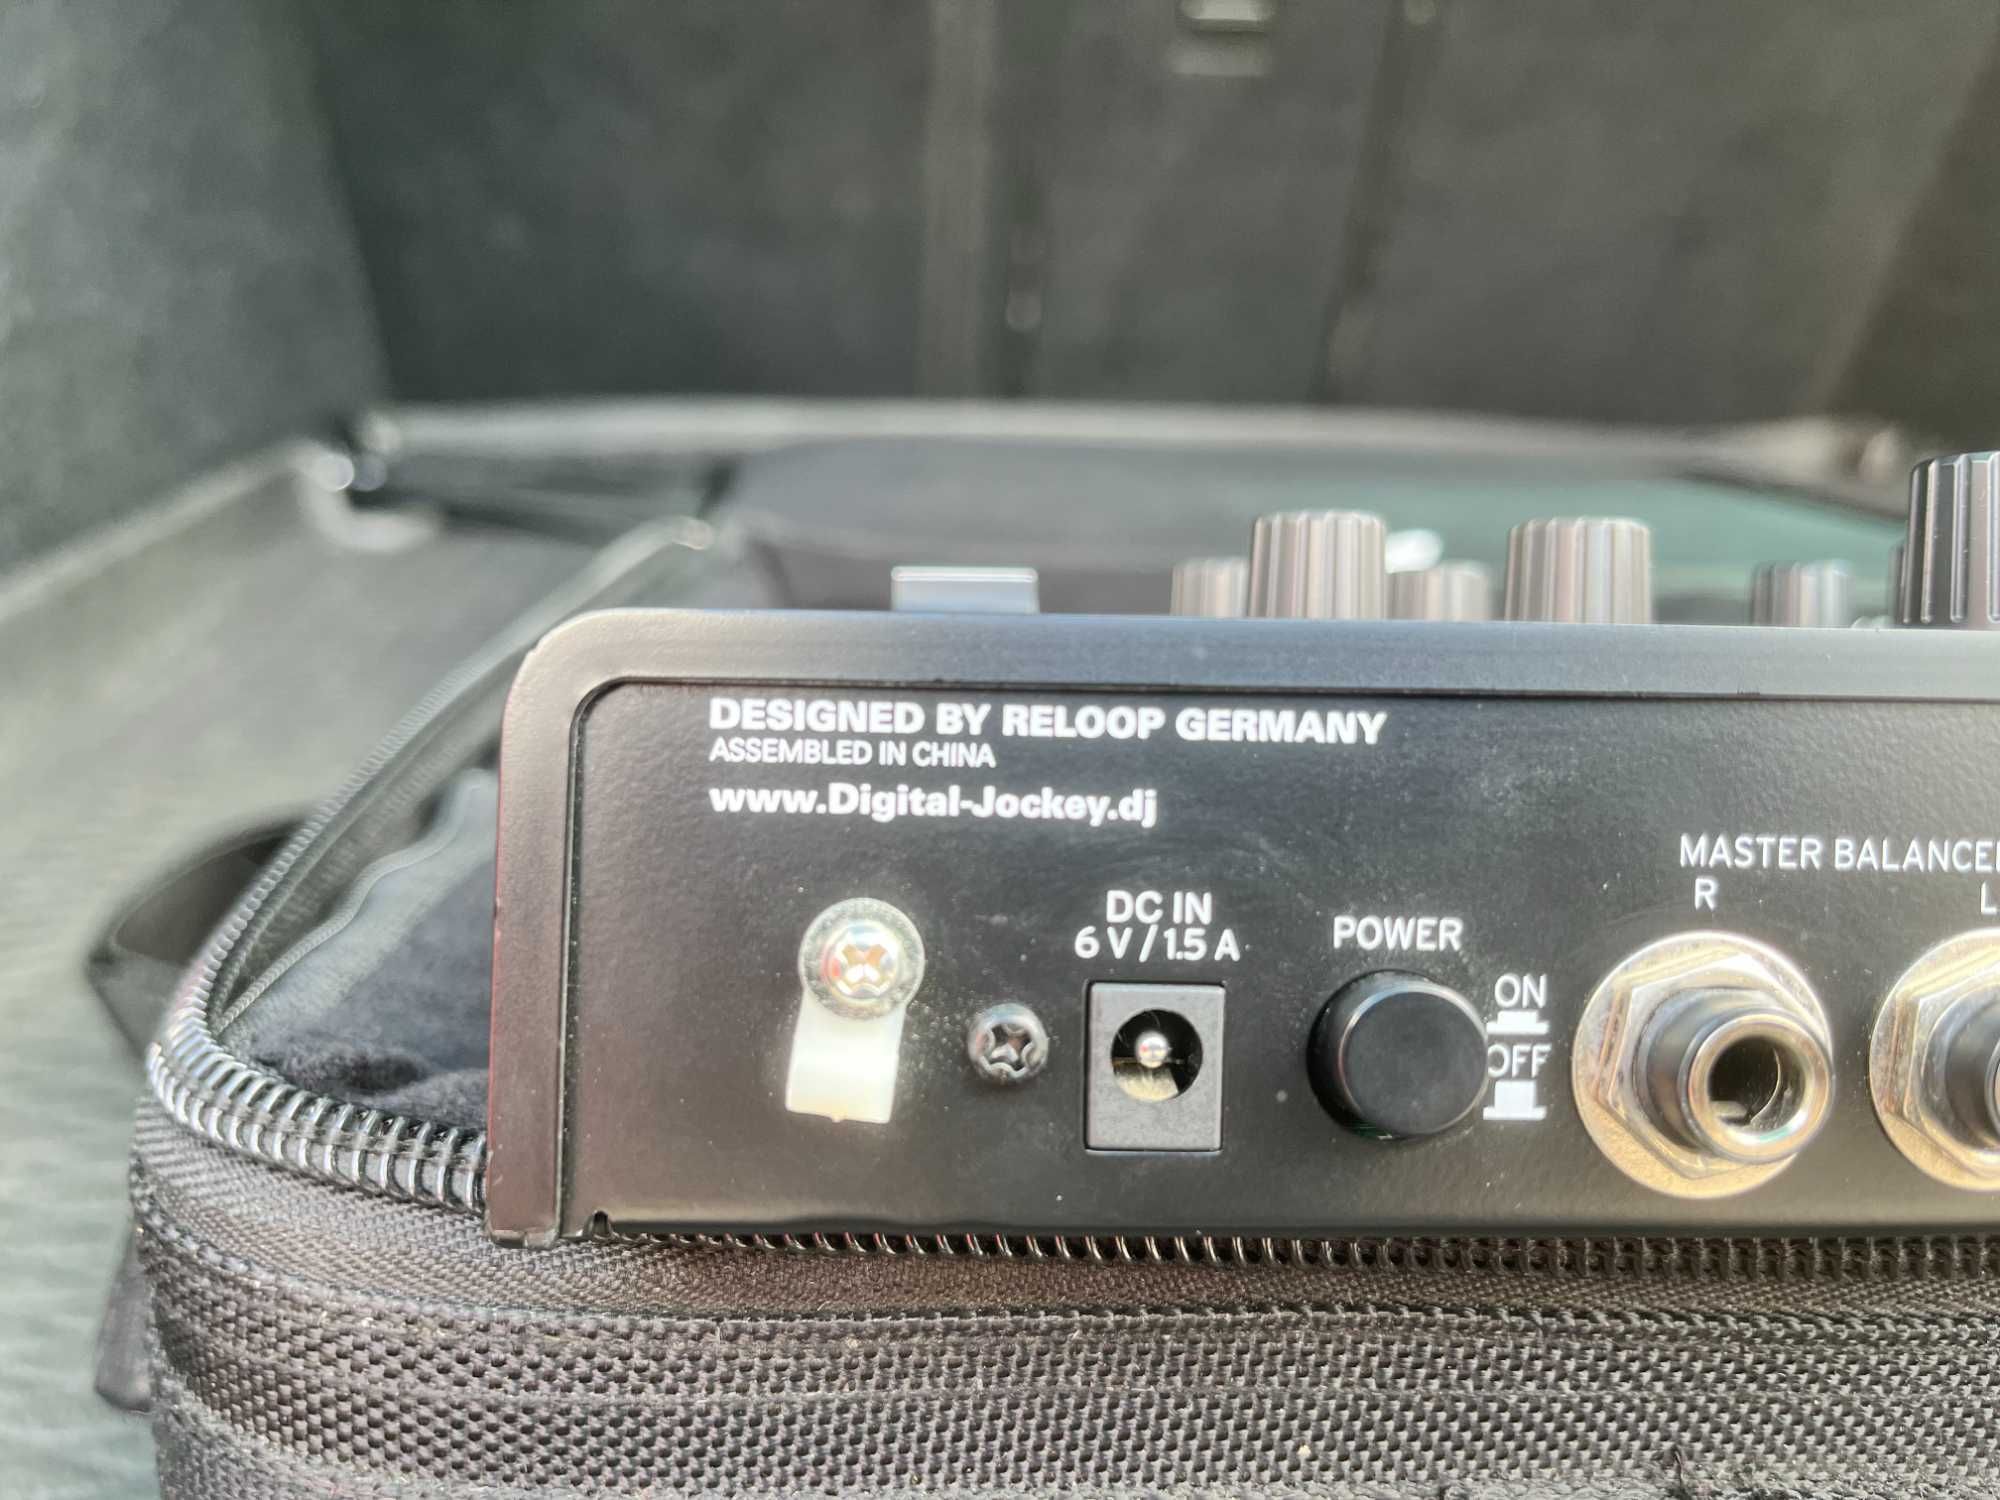 DESIGNED BY RELOOP GERMANY
ASSEMBLED IN CHINA
www.Digital-Jockey.dj
MASTER
R
L
DC IN
6 V / 1.5 A
POWER
ON
OFF